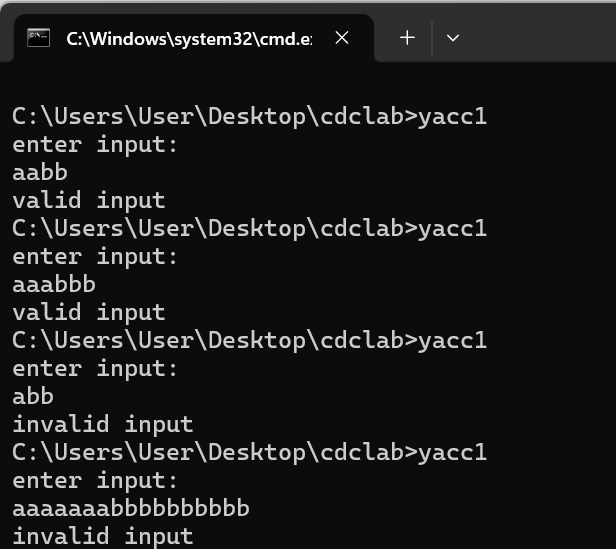 C:\Windows\system32\cmd.e
C:\Users\User\Desktop\cdclab>yacc1
enter input:
aabb
valid input
C:\Users\User\Desktop\cdclab>yacc1
enter input:
aaabbb
valid input
C:\Users\User\Desktop\cdclab>yacc1
enter input:
abb
invalid input
C:\Users\User\Desktop\cdclab>yacc1
enter input:
aaaaaaabbbbbbbbbb
invalid input